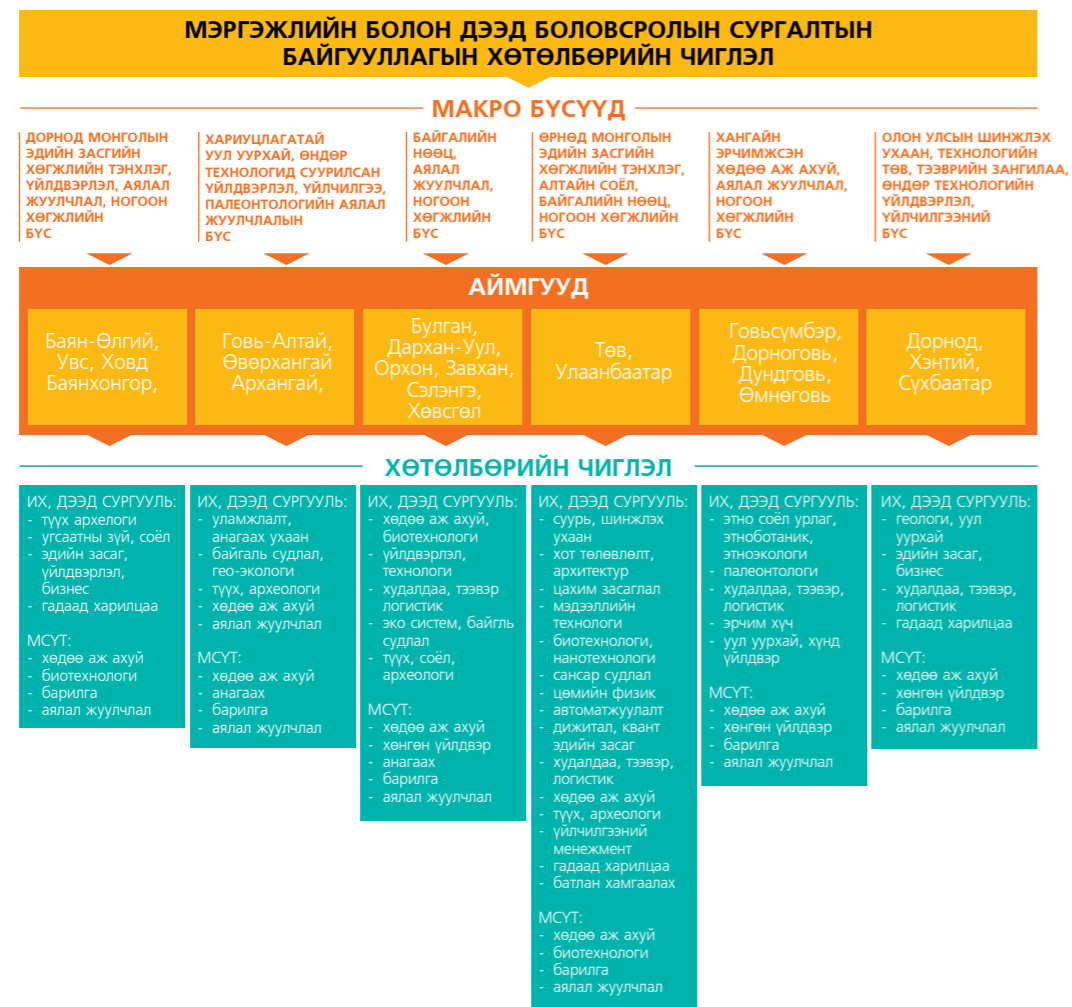 МЭРГЭЖЛИЙН БОЛОН ДЭЭД БОЛОВСРОЛЫН СУРГАЛТЫН
БАЙГУУЛЛАГЫН ХӨТӨЛБӨРИЙН ЧИГЛЭЛ
МАКРО БҮСҮҮД
ДОРНОД МОНГОЛЫН
ЭДИЙН ЗАСГИЙН
ХӨГЖЛИЙН ТЭНХЛЭГ,
ҮЙЛДВЭРЛЭЛ, АЯЛАЛ
ЖУУЛЧЛАЛ, НОГООН
ХӨГЖЛИЙН
БҮС
ХАРИУЦЛАГАТАЙ
УУЛ УУРХАЙ, ӨНДӨР
ТЕХНОЛОГИД СУУРИЛСАН
ҮЙЛДВЭРЛЭЛ, ҮЙЛЧИЛГЭЭ,
ПАЛЕОНТОЛОГИЙН АЯЛАЛ
ЖУУЛЧЛАЛЫН
БҮС
БАЙГАЛИЙН
НӨӨЦ,
АЯЛАЛ
ЖУУЛЧЛАЛ,
НОГООН
ХӨГЖЛИЙН
БҮС
ӨРНӨД МОНГОЛЫН
ЭДИЙН ЗАСГИЙН
ХӨГЖЛИЙН ТЭНХЛЭГ,
АЛТАЙН СОЁЛ,
БАЙГАЛИЙН НӨӨЦ,
НОГООН ХӨГЖЛИЙН
БҮС
ХАНГАЙН
ЭРЧИМЖСЭН
ХӨДӨӨ АЖ АХУЙ,
АЯЛАЛ ЖУУЛЧЛАЛ,
НОГООН
ХӨГЖЛИЙН
БҮС
ОЛОН УЛСЫН ШИНЖЛЭХ
УХААН, ТЕХНОЛОГИЙН
ТӨВ, ТЭЭВРИЙН ЗАНГИЛАА,
ӨНДӨР ТЕХНОЛОГИЙН
ҮЙЛДВЭРЛЭЛ,
ҮЙЛЧИЛГЭЭНИЙ
БҮС
АЙМГУУД
Баян-Өлгий,
Увс, Ховд
Баянхонгор,
Говь-Алтай,
Өвөрхангай
Архангай,
Булган,
Дархан-Уул,
Орхон, Завхан,
Сэлэнгэ,
Хөвсгөл
Төв,
Улаанбаатар
Говьсүмбэр,
Дорноговь,
Дундговь,
Өмнөговь
Дорнод,
Хэнтий,
Сүхбаатар
ХӨТӨЛБӨРИЙН ЧИГЛЭЛ
ИХ, ДЭЭД СУРГУУЛЬ:
- түүх архелоги
- угсаатны зүй, соёл
- эдийн засаг,
үйлдвэрлэл,
бизнес
- гадаад харилцаа
МСҮТ:
- хөдөө аж ахуй
- биотехнологи
- барилга
- аялал жуулчлал
ИХ, ДЭЭД СУРГУУЛЬ:
- уламжлалт,
анагаах ухаан
- байгаль судлал,
гео-экологи
- түүх, археологи
- хөдөө аж ахуй
- аялал жуулчлал
МСҮТ:
- хөдөө аж ахуй
- анагаах
- барилга
- аялал жуулчлал
ИХ, ДЭЭД СУРГУУЛЬ:
- хөдөө аж ахуй,
биотехнологи
- үйлдвэрлэл,
технологи
- худалдаа, тээвэр
логистик
- эко систем, байгль
судлал
- түүх, соёл,
археологи
МСҮТ:
- хөдөө аж ахуй
- хөнгөн үйлдвэр
- анагаах
- барилга
- аялал жуулчлал
ИХ, ДЭЭД СУРГУУЛЬ:
- суурь, шинжлэх
ухаан
- хот төлөвлөлт,
архитектур
- цахим засаглал
- мэдээллийн
технологи
- биотехнологи,
нанотехнологи
- сансар судлал
- цөмийн физик
- автоматжуулалт
- дижитал, квант
эдийн засаг
- худалдаа, тээвэр,
логистик
- хөдөө аж ахуй
- түүх, археологи
- үйлчилгээний
менежмент
- гадаад харилцаа
- батлан хамгаалах
МСҮТ:
- хөдөө аж ахуй
- биотехнологи
- барилга
- аялал жуулчлал
ИХ, ДЭЭД СУРГУУЛЬ:
- этно соёл урлаг,
этноботаник,
этноэкологи
- палеонтологи
- худалдаа, тээвэр,
логистик
- эрчим хүч
- уул уурхай, хүнд
үйлдвэр
МСҮТ:
- хөдөө аж ахуй
- хөнгөн үйлдвэр
- барилга
- аялал жуулчлал
ИХ, ДЭЭД СУРГУУЛЬ:
- геологи, уул
уурхай
- эдийн засаг,
бизнес
- худалдаа, тээвэр,
логистик
- гадаад харилцаа
МСҮТ:
- хөдөө аж ахуй
- хөнгөн үйлдвэр
- барилга
- аялал жуулчлал